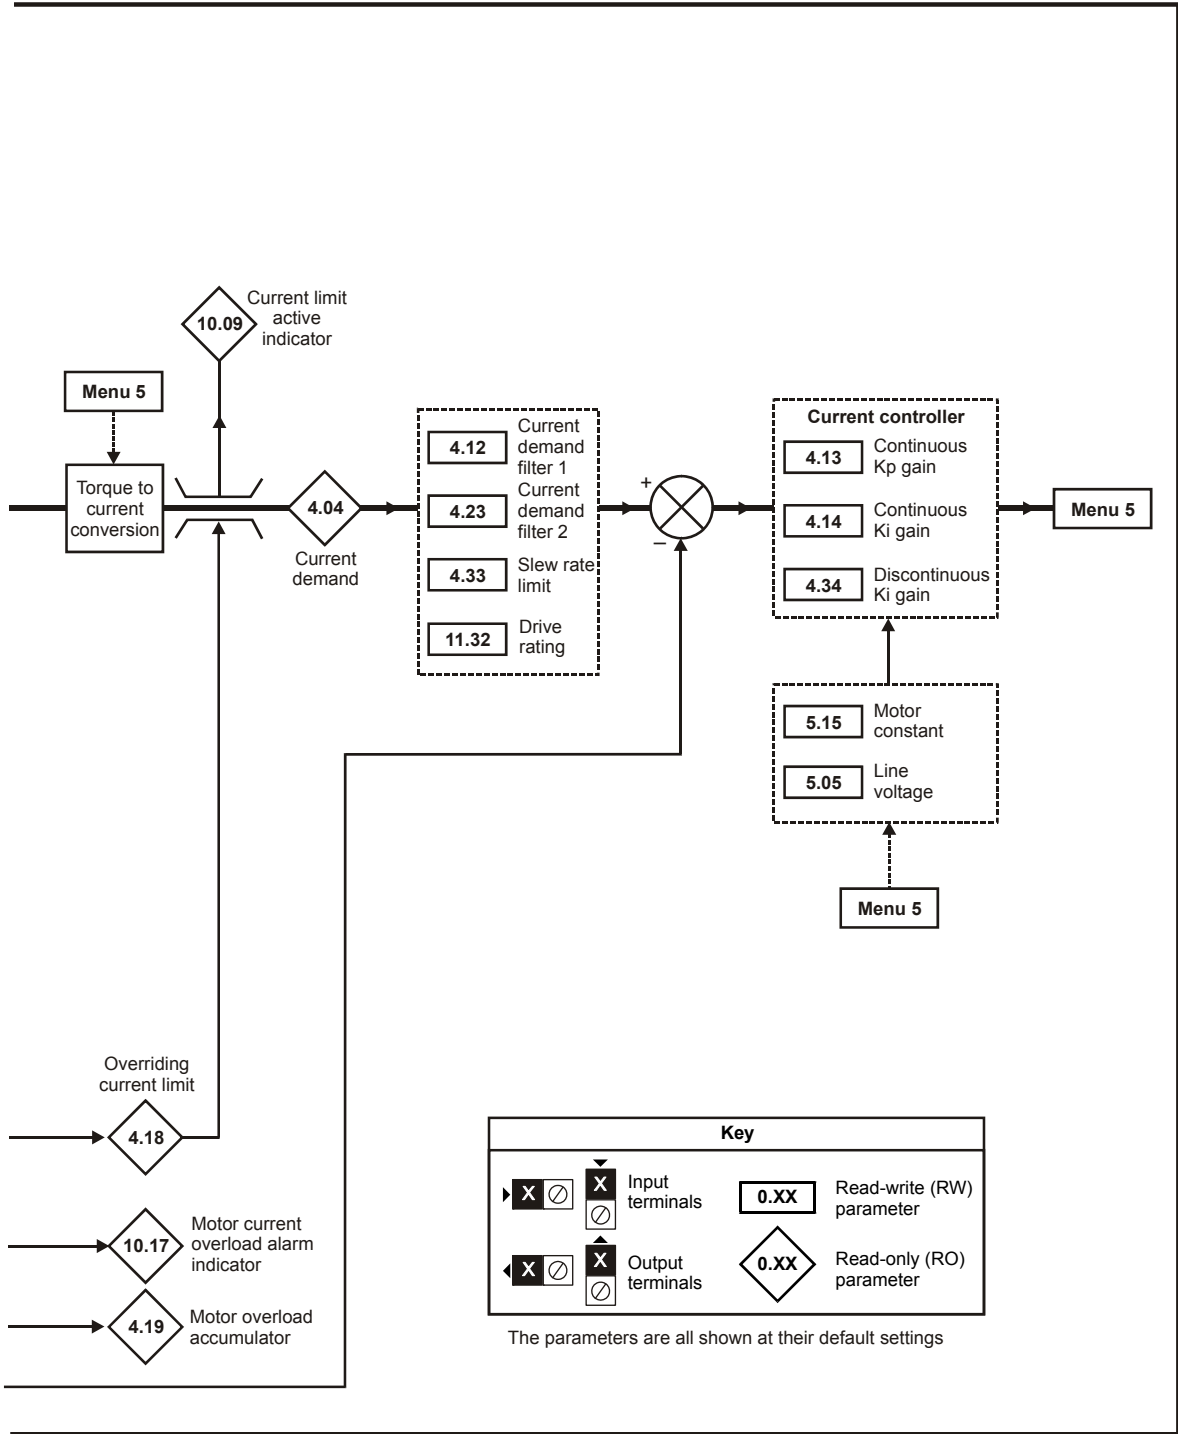 Current limit
active
indicator
10.09
Menu 5
Torque to
current
conversion
4.04
Current
demand
4.12
Current
demand
filter 1
4.23
Current
demand
filter 2
4.33
Slew rate
limit
11.32
Drive
rating
+
–
Current controller
4.13
Continuous
Kp gain
4.14
Continuous
Ki gain
4.34
Discontinuous
Ki gain
Menu 5
5.15
Motor
constant
5.05
Line
voltage
Menu 5
Overriding
current limit
4.18
10.17
Motor current
overload alarm
indicator
4.19
Motor overload
accumulator
Key
X
X
Input
terminals
0.XX
Read-write (RW)
parameter
X
X
Output
terminals
0.XX
Read-only (RO)
parameter
The parameters are all shown at their default settings